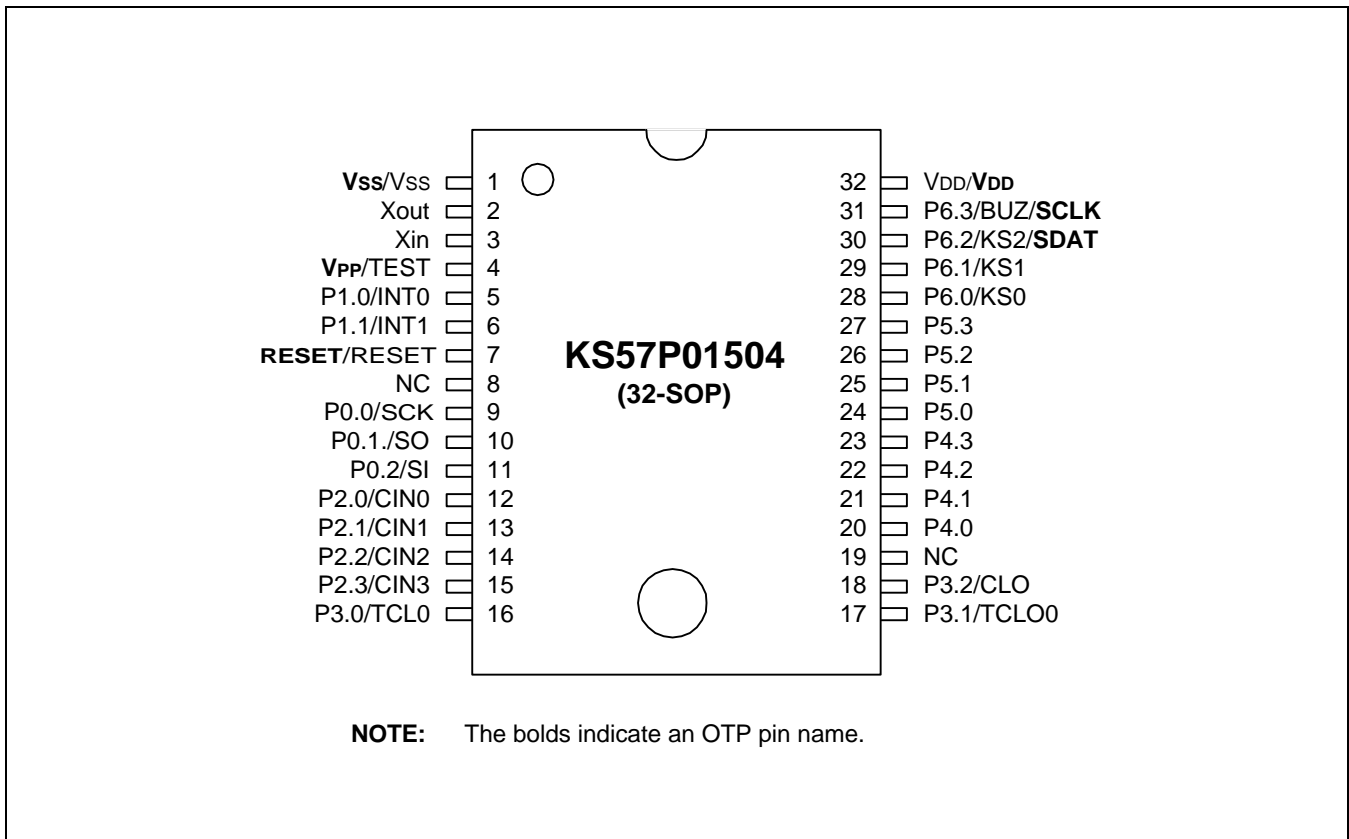 Vss/Vss 1
Xout 2
Xin 3
VPP/TEST 4
P1.0/INT0 5
P1.1/INT1 6
RESET/RESET 7
NC 8
P0.0/SCK 9
P0.1./SO 10
P0.2/SI 11
P2.0/CIN0 12
P2.1/CIN1 13
P2.2/CIN2 14
P2.3/CIN3 15
P3.0/TCL0 16
KS57P01504
(32-SOP)
32 VDD/VDD
31 P6.3/BUZ/SCLK
30 P6.2/KS2/SDAT
29 P6.1/KS1
28 P6.0/KS0
27 P5.3
26 P5.2
25 P5.1
24 P5.0
23 P4.3
22 P4.2
21 P4.1
20 P4.0
19 NC
18 P3.2/CLO
17 P3.1/TCLO0
NOTE: The bolds indicate an OTP pin name.